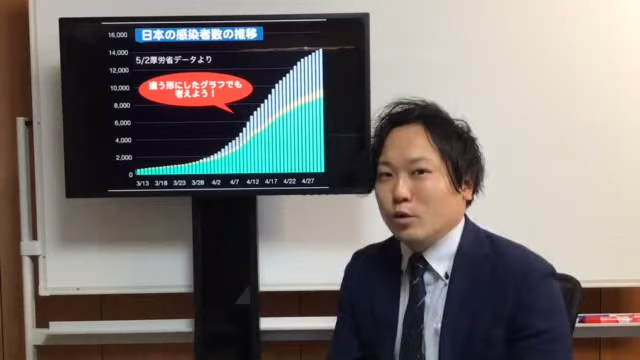 日本の感染者数の推移
5/2厚労省データより
違う形にしたグラフでも
考えよう！
16,000
14,000
12,000
10,000
8,000
6,000
4,000
2,000
0
3/13 3/18 3/23 3/28 4/2 4/7 4/12 4/17 4/22 4/27